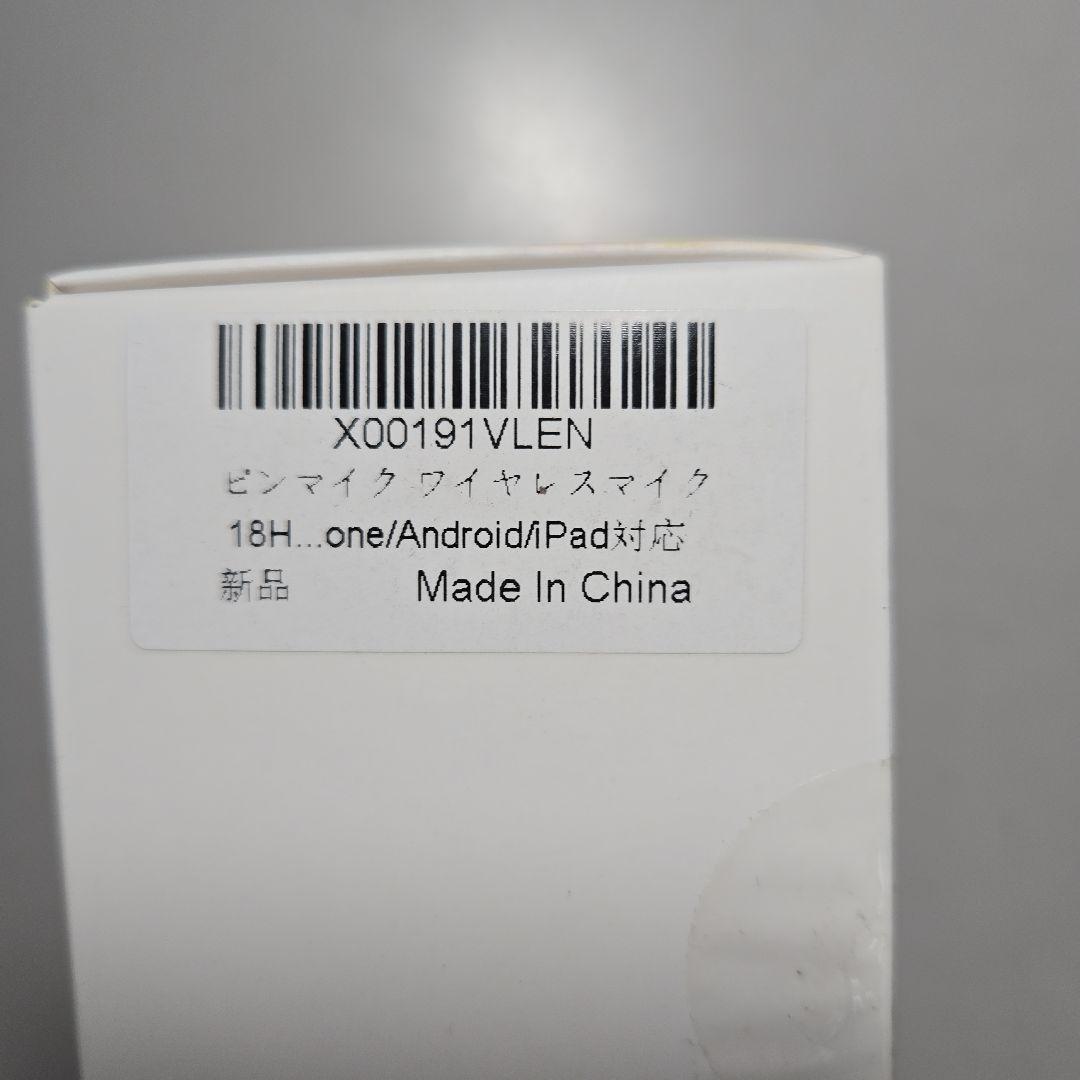 X00191VLEN
ピンマイク ワイヤレスマイク
18H...one/Android/iPad対応
新品 Made In China